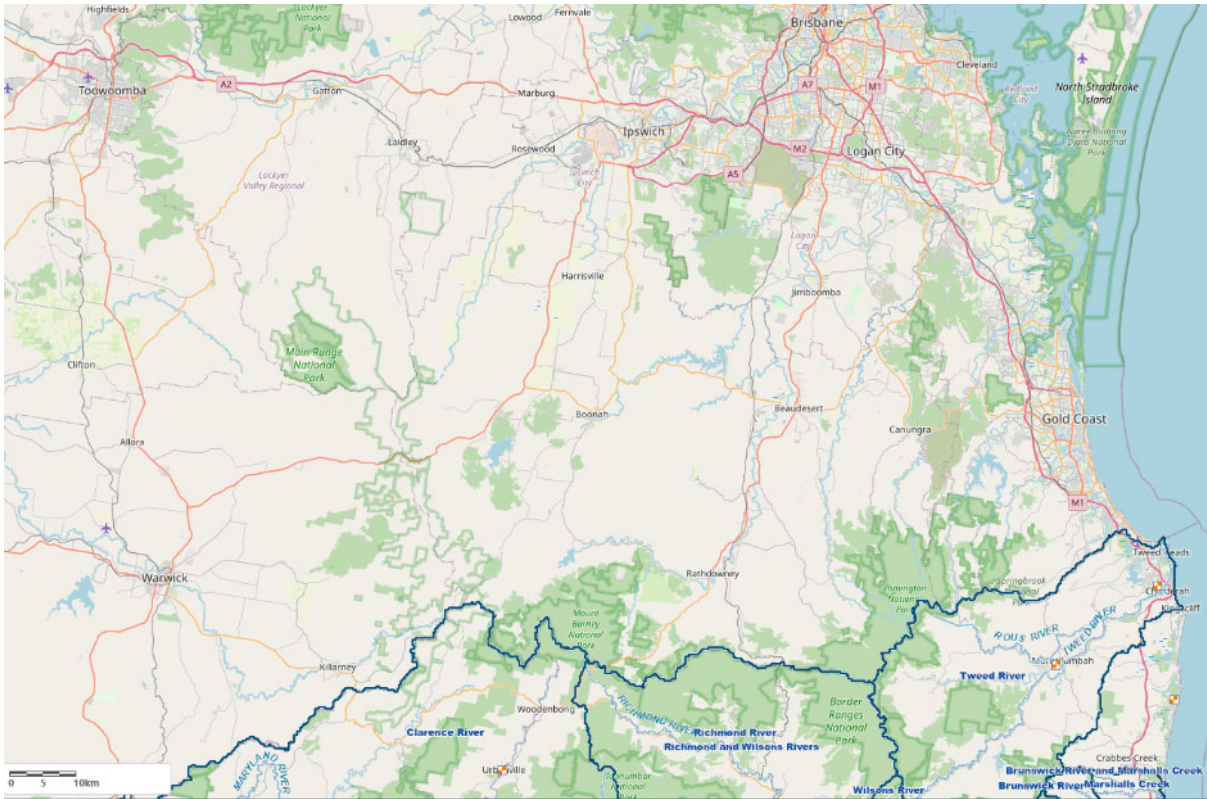 Highfields
Lockyer
National
Park
Lowood
Fernvale
Brisbane
Cleveland
Toowoomba
A2
Gatton
Marburg
A7
M1
Redland
City
North Stradbroke
Island
Laidley
Rosewood
Ipswich
Ipswich
City
M2
Logan City
Naree Budjong
Djara National
Park
Lockyer
Valley Regional
A5
Logan
City
Harrisville
Jimboomba
Main Range
National
Park
Clifton
Allora
Boonah
Beaudesert
Canungra
Gold Coast
M1
Warwick
Rathdowney
Lamington
National
Park
Springbrook
National
Tweed Heads
Chinderah
Kingscliff
Mount
Barney
National
Park
ROUS RIVER
TWEED RIVER
Murwillumbah
Tweed River
Killarney
Woodenbong
RICHMOND RIVER
Border
Ranges
National
Park
Clarence River
Richmond River
Richmond and Wilsons Rivers
MARYLAND RIVER
Urbenville
Toonumbar
National
Crabbes Creek
Brunswick River and Marshalls Creek
Brunswick River
Marshalls Creek
Wilsons River
0 5 10km